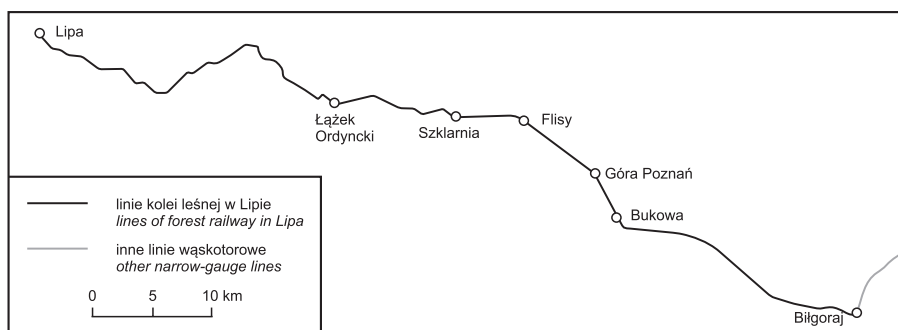 Lipa
Łążek
Ordyncki
Szklarnia
Flisy
Góra Poznań
Bukowa
Biłgoraj
linie kolei leśnej w Lipie
lines of forest railway in Lipa
inne linie wąskotorowe
other narrow-gauge lines
0 5 10 km